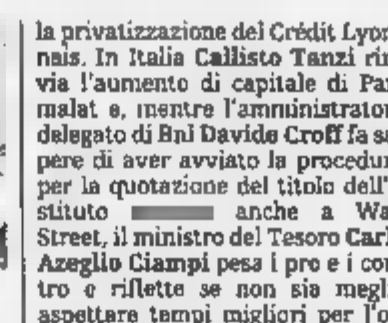 la privatizzazione del Crédit Lyon
nais. In Italia Callisto Tanzi rin
via l'aumento di capitale di Par
malat e, mentre l'amministrator
delegato di Bnl Davide Croff fa sa
pere di aver avviato la procedur
per la quotazione del titolo dell'
stituto anche a Wa
Street, il ministro del Tesoro Carl
Azeglio Ciampi pesa i pro e i con
tro e riflette se non sia megli
aspettare tempi migliori per l'